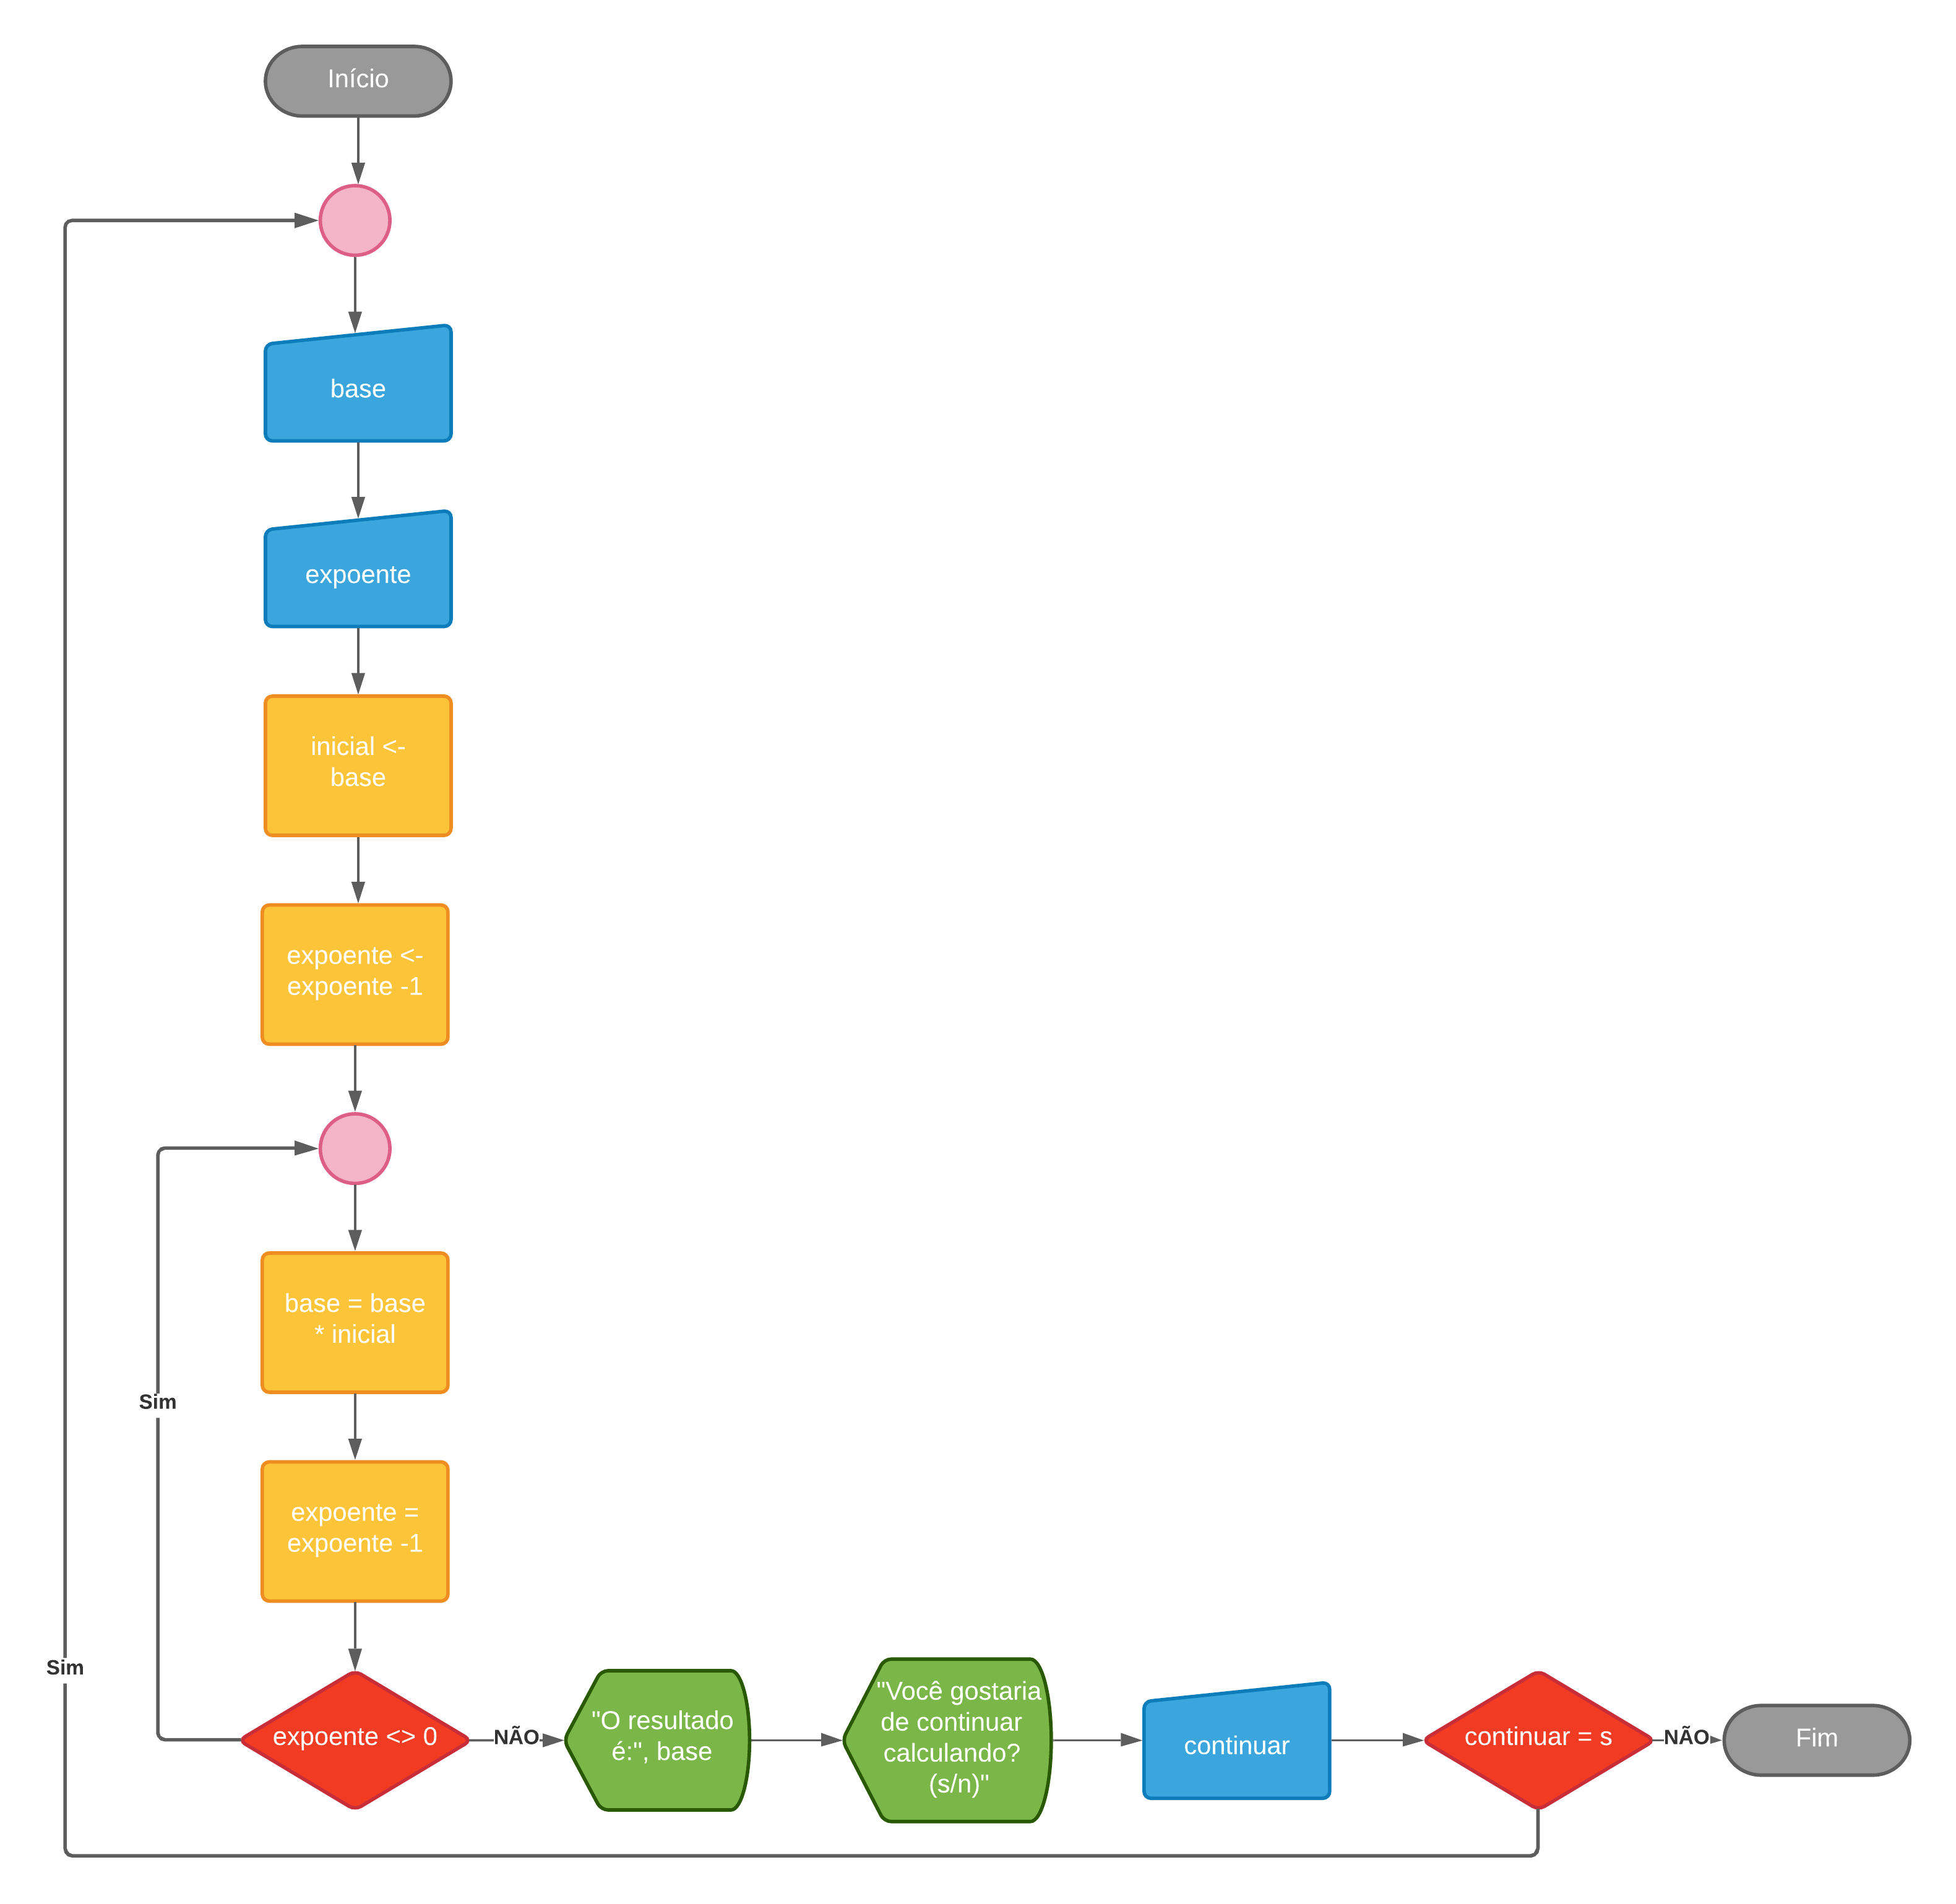 Início
base
expoente
inicial <-
base
expoente <-
expoente -1
base = base
* inicial
Sim
expoente =
expoente -1
Sim
expoente <> 0
NÃO
"O resultado
é:", base
"Você gostaria
de continuar
calculando?
(s/n)"
continuar
continuar = s
NÃO
Fim